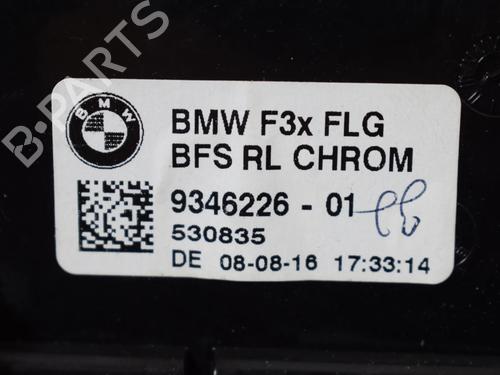 B-PARTS
BMW
BMW F3x FLG
BFS RL CHROM
9346226 - 01
530835
DE 08-08-16 17:33:14